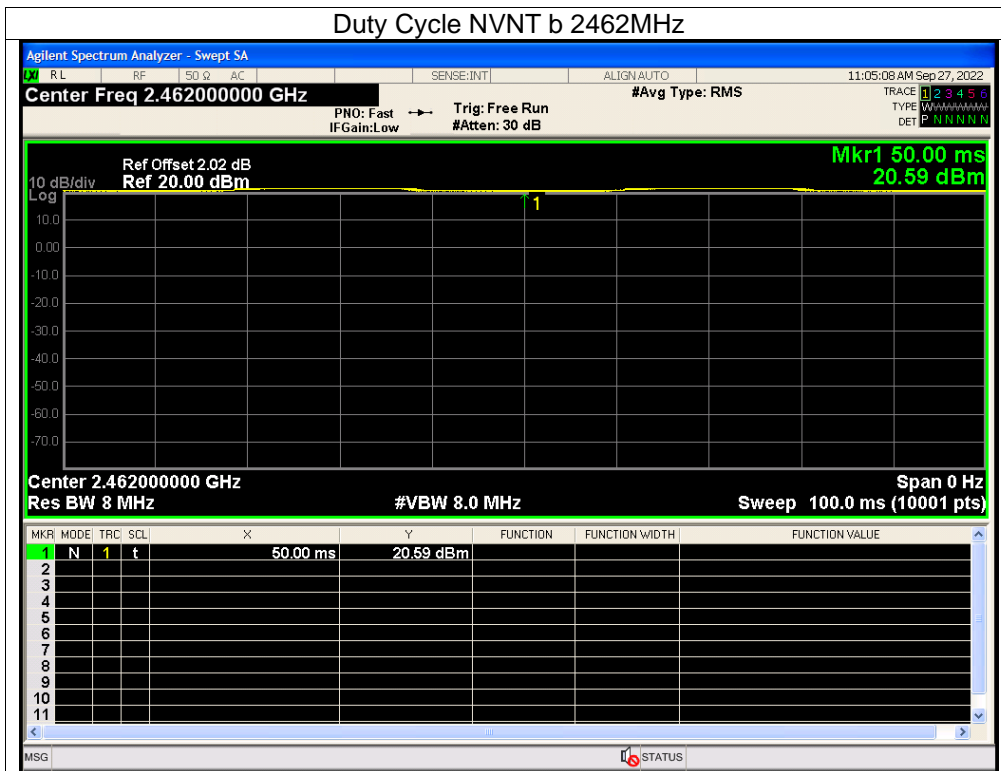 Duty Cycle NVNT b 2462MHz
Agilent Spectrum Analyzer - Swept SA
LXI RL RF 50 Ω AC SENSE:INT ALIGN AUTO 11:05:08 AM Sep 27, 2022
Center Freq 2.462000000 GHz #Avg Type: RMS TRACE 1 2 3 4 5 6
PNO: Fast Trig: Free Run TYPE W
IFGain:Low #Atten: 30 dB DET P N N N N N
Mkr1 50.00 ms
Ref Offset 2.02 dB
10 dB/div Ref 20.00 dBm 20.59 dBm
Log
1
10.0
0.00
-10.0
-20.0
-30.0
-40.0
-50.0
-60.0
-70.0
Center 2.462000000 GHz Span 0 Hz
Res BW 8 MHz #VBW 8.0 MHz Sweep 100.0 ms (10001 pts)
MKR MODE TRC SCL X Y FUNCTION FUNCTION WIDTH FUNCTION VALUE
1 N 1 t 50.00 ms 20.59 dBm
2
3
4
5
6
7
8
9
10
11
MSG STATUS